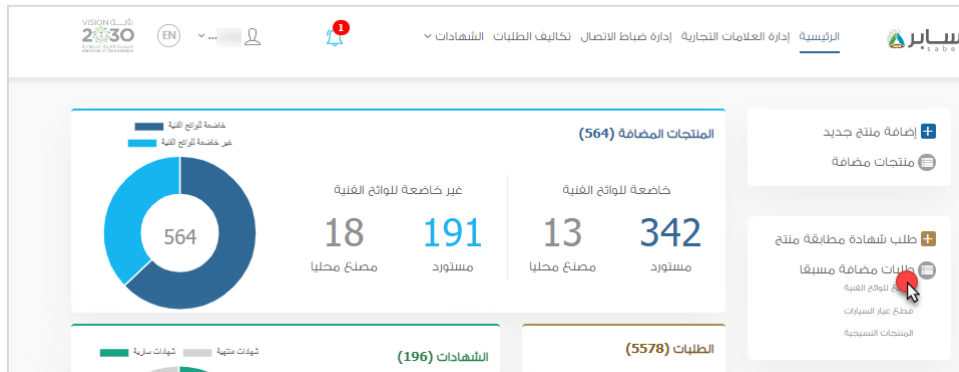 سابر
saber
الرئيسية إدارة العلامات التجارية إدارة ضباط الاتصال تكاليف الطلبات الشهادات
1
...
EN
VISION رؤيــة
2030
إضافة منتج جديد
منتجات مضافة
طلب شهادة مطابقة منتج
طلبات مضافة مسبقا
للوائح الفنية
قطع غيار السيارات
المنتجات النسيجية
المنتجات المضافة (564)
خاضعة للوائح الفنية
342 مستورد
13 مصنع محليا
غير خاضعة للوائح الفنية
191 مستورد
18 مصنع محليا
خاضعة للوائح الفنية
غير خاضعة للوائح الفنية
564
الطلبات (5578)
الشهادات (196)
شهادات منتهية شهادات سارية